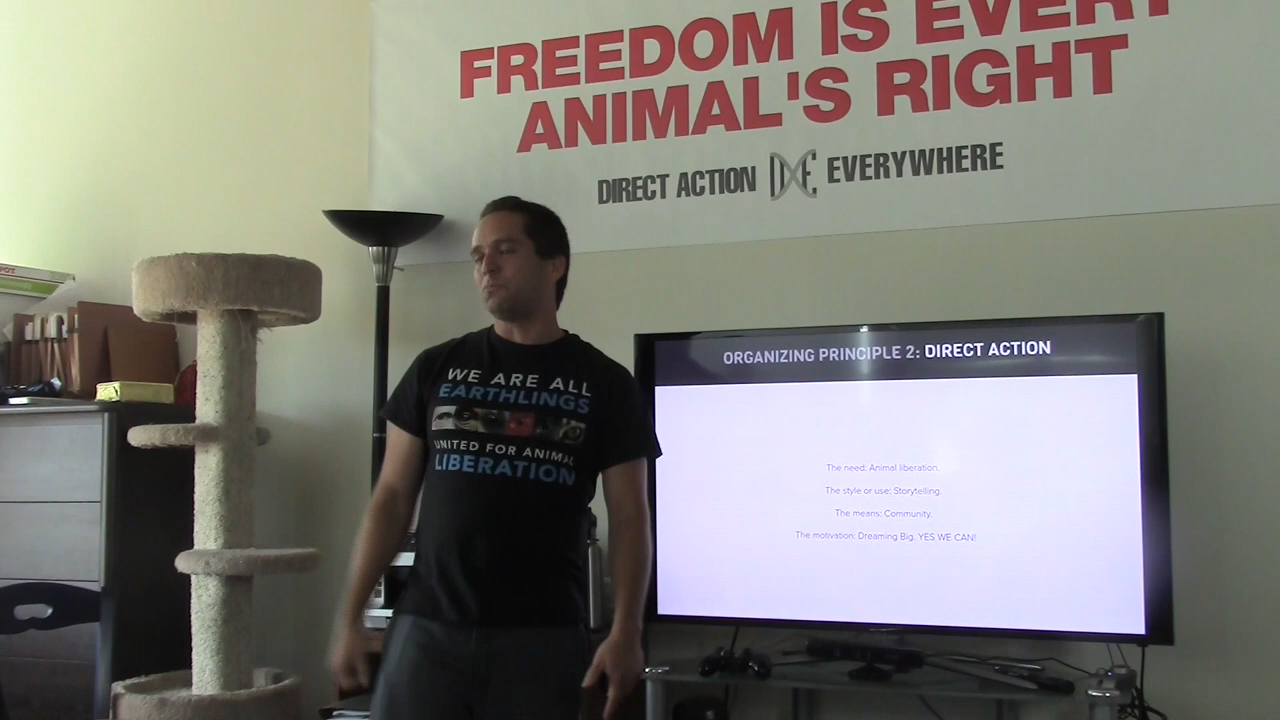 FREEDOM IS EVERY
ANIMAL'S RIGHT
DIRECT ACTION DXE EVERYWHERE
WE ARE ALL
EARTHLINGS
UNITED FOR ANIMAL
LIBERATION
ORGANIZING PRINCIPLE 2: DIRECT ACTION
The need: Animal liberation.
The style or use: Storytelling.
The means: Community.
The motivation: Dreaming Big. YES WE CAN!